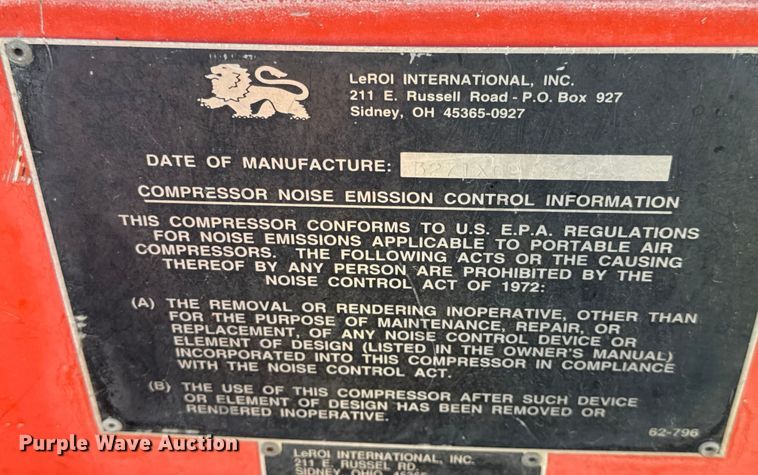 LeROI INTERNATIONAL, INC.
211 E. Russell Road - P.O. Box 927
Sidney, OH 45365-0927
DATE OF MANUFACTURE:
COMPRESSOR NOISE EMISSION CONTROL INFORMATION
THIS COMPRESSOR CONFORMS TO U.S. E.P.A. REGULATIONS
FOR NOISE EMISSIONS APPLICABLE TO PORTABLE AIR
COMPRESSORS. THE FOLLOWING ACTS OR THE CAUSING
THEREOF BY ANY PERSON ARE PROHIBITED BY THE
NOISE CONTROL ACT OF 1972:
(A) THE REMOVAL OR RENDERING INOPERATIVE, OTHER THAN
FOR THE PURPOSE OF MAINTENANCE, REPAIR, OR
REPLACEMENT, OF ANY NOISE CONTROL DEVICE OR
ELEMENT OF DESIGN (LISTED IN THE OWNER'S MANUAL)
INCORPORATED INTO THIS COMPRESSOR IN COMPLIANCE
WITH THE NOISE CONTROL ACT.
(B) THE USE OF THIS COMPRESSOR AFTER SUCH DEVICE
OR ELEMENT OF DESIGN HAS BEEN REMOVED OR
RENDERED INOPERATIVE.
62-796
Purple Wave Auction
LeROI INTERNATIONAL, INC.
211 E. RUSSEL RD.
SIDNEY, OHIO 45365